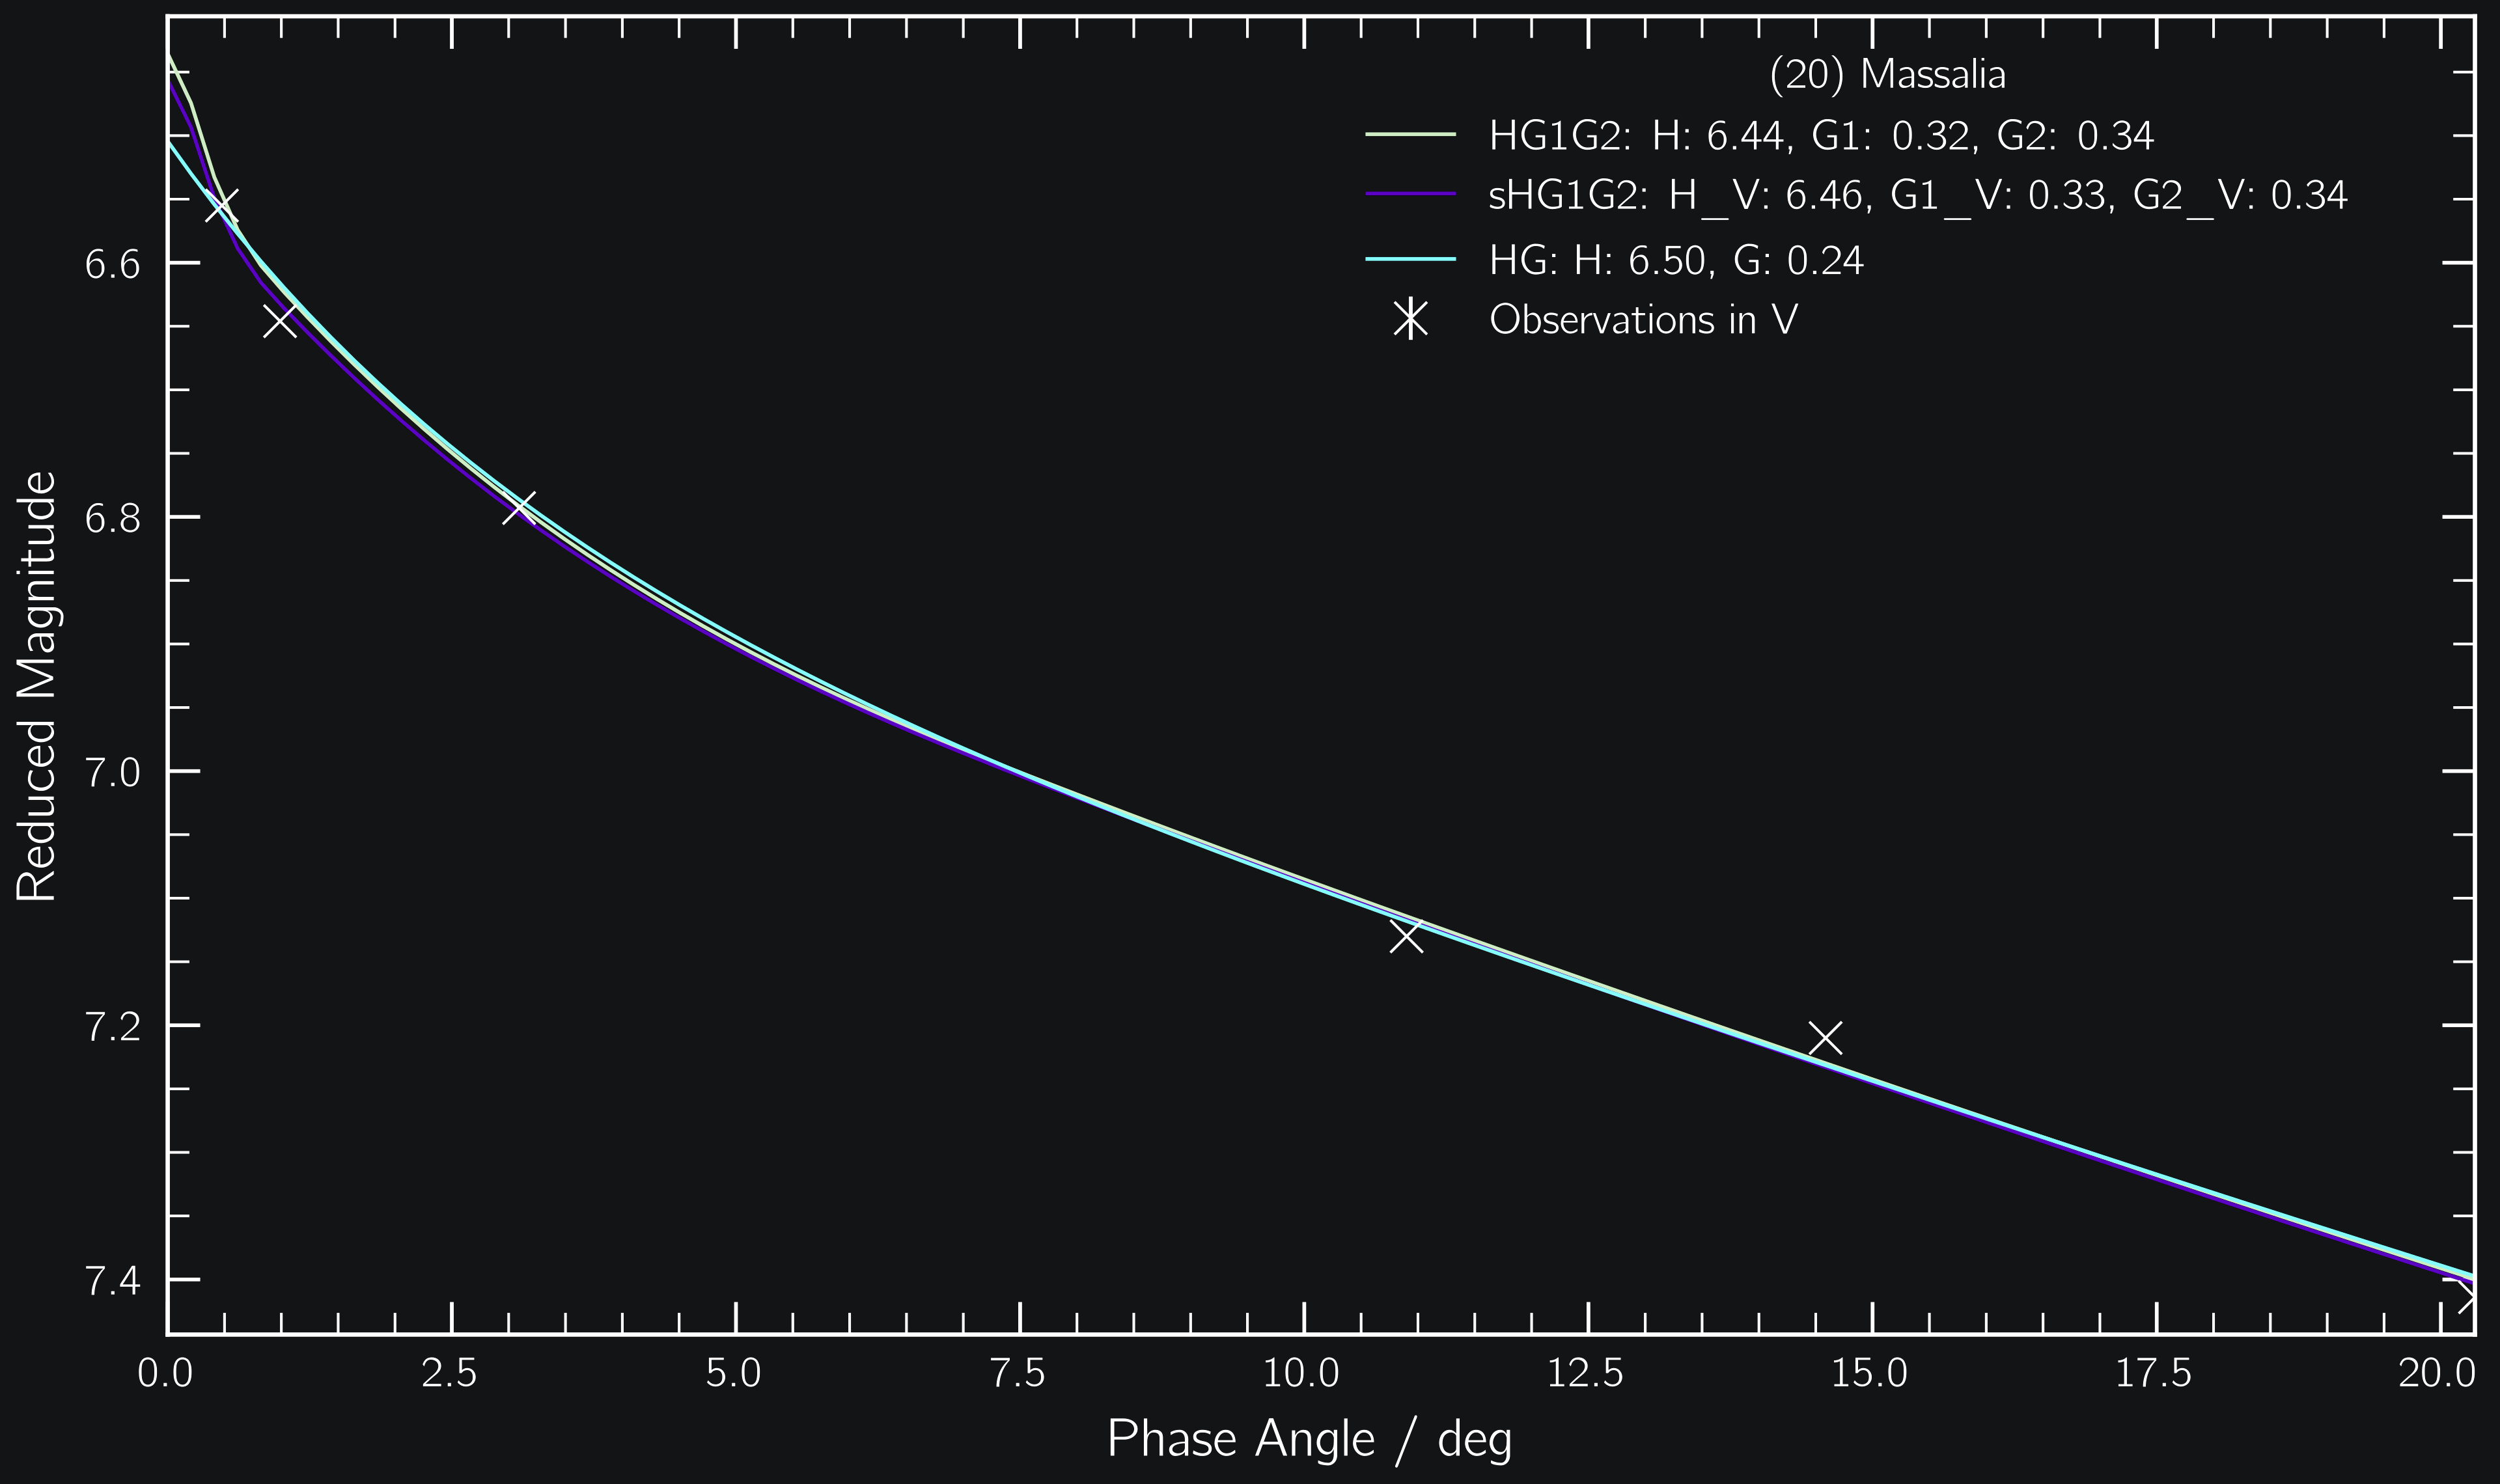 (20) Massalia
HG1G2: H: 6.44, G1: 0.32, G2: 0.34
sHG1G2: H_V: 6.46, G1_V: 0.33, G2_V: 0.34
HG: H: 6.50, G: 0.24
Observations in V
Reduced Magnitude
6.6
6.8
7.0
7.2
7.4
0.0 2.5 5.0 7.5 10.0 12.5 15.0 17.5 20.0
Phase Angle / deg